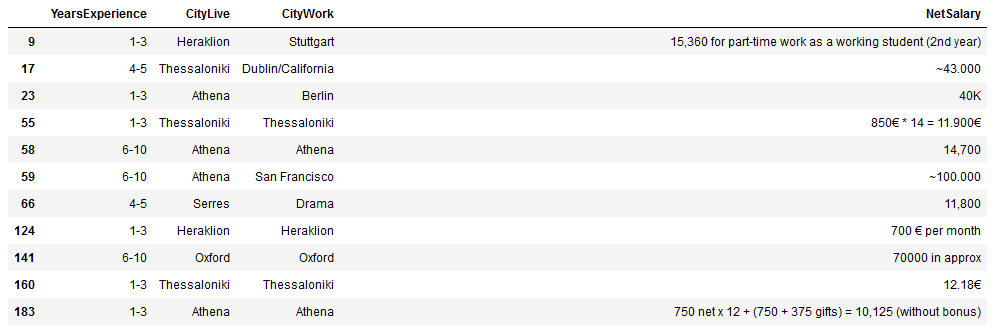 YearsExperience CityLive CityWork NetSalary
9 1-3 Heraklion Stuttgart 15,360 for part-time work as a working student (2nd year)
17 4-5 Thessaloniki Dublin/California ~43.000
23 1-3 Athena Berlin 40K
55 1-3 Thessaloniki Thessaloniki 850€ * 14 = 11.900€
58 6-10 Athena Athena 14,700
59 6-10 Athena San Francisco ~100.000
66 4-5 Serres Drama 11,800
124 1-3 Heraklion Heraklion 700 € per month
141 6-10 Oxford Oxford 70000 in approx
160 1-3 Thessaloniki Thessaloniki 12.18€
183 1-3 Athena Athena 750 net x 12 + (750 + 375 gifts) = 10,125 (without bonus)